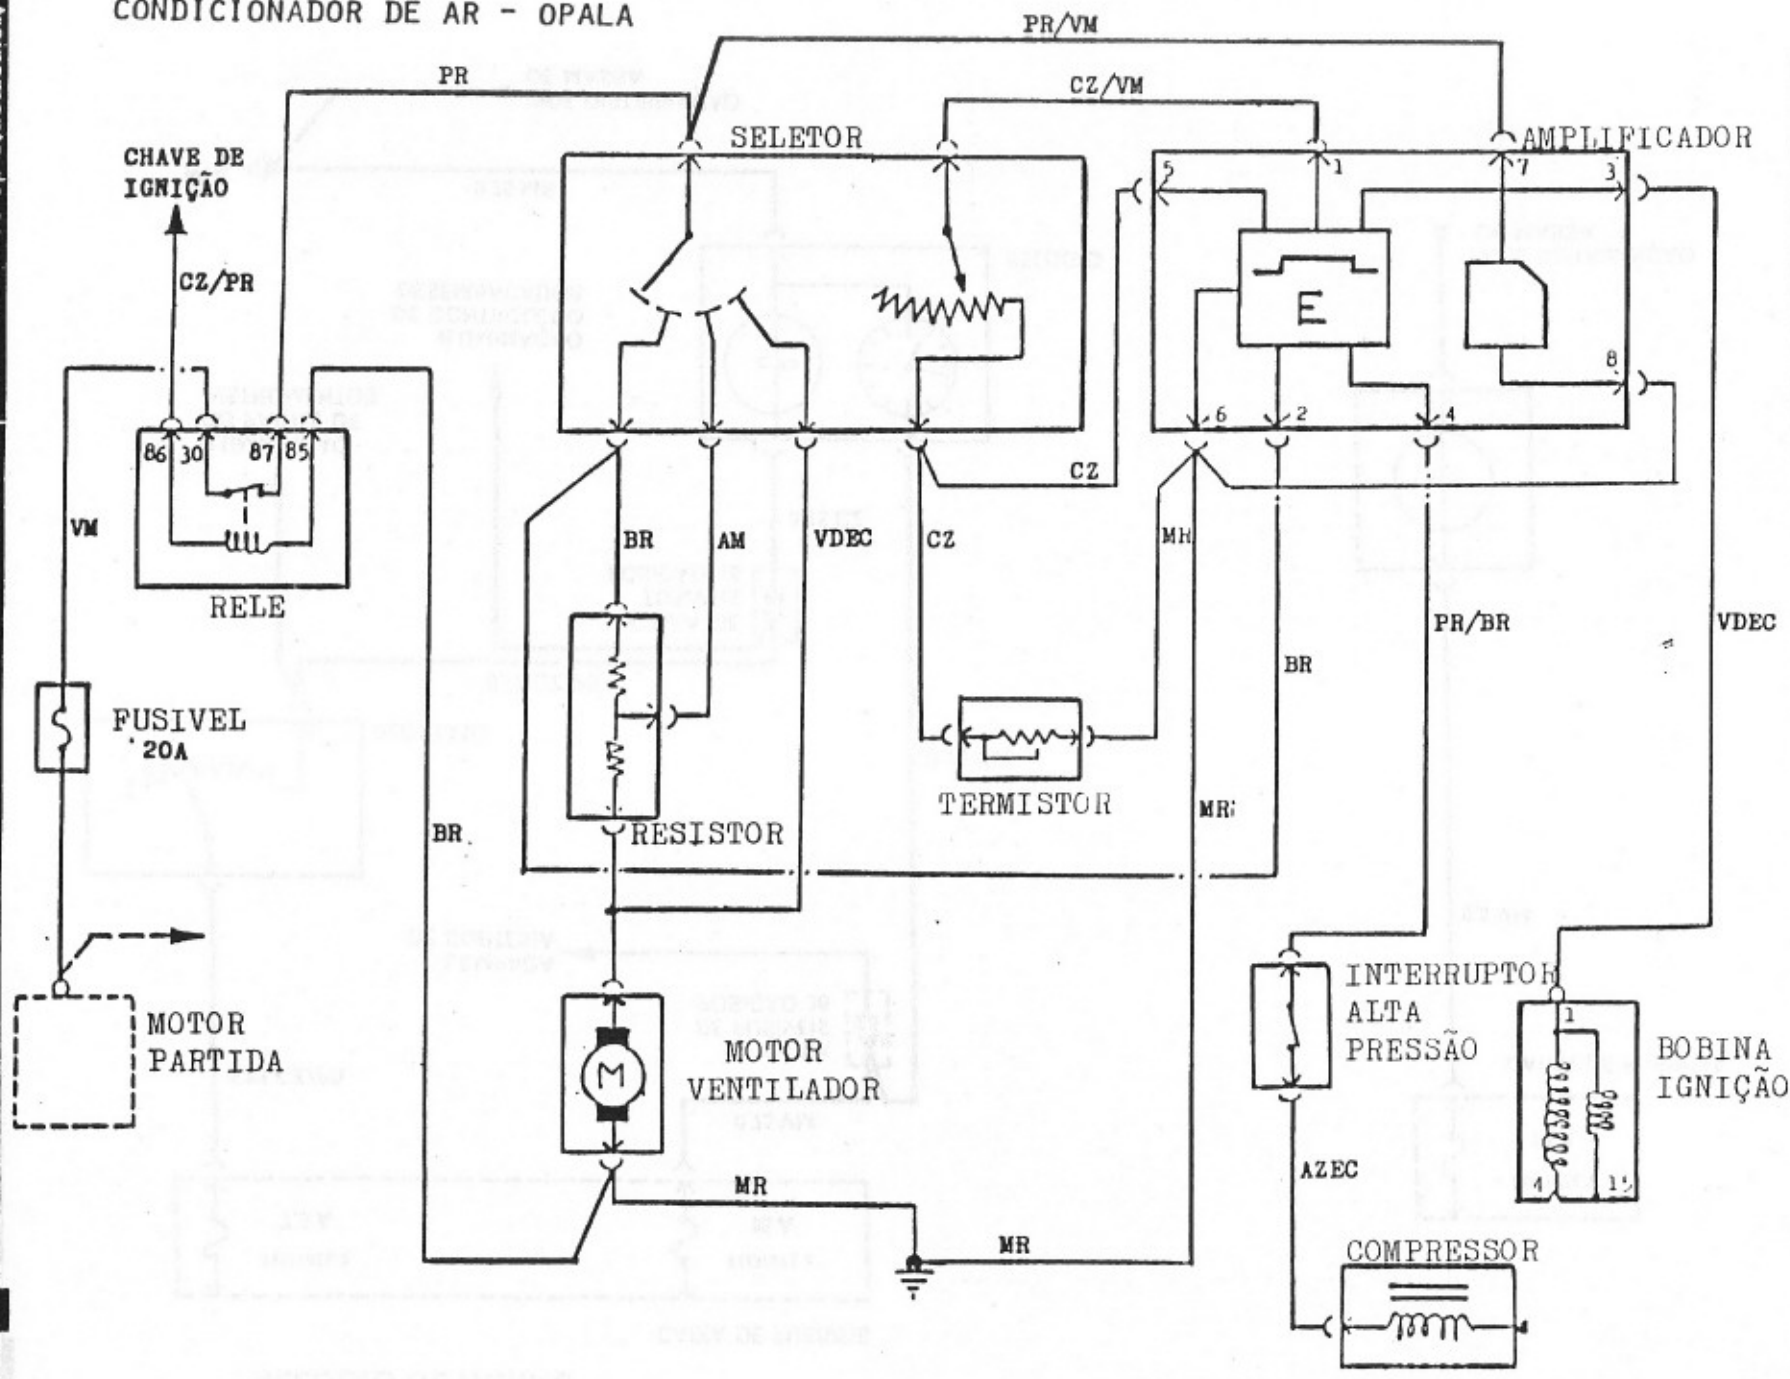 CONDICIONADOR DE AR - OPALA
PR/VM
PR
CZ/VM
SELETOR
AMPLIFICADOR
CHAVE DE
IGNIÇÃO
5
1
7
3
CZ/PR
E
8
6
2
4
86
30
87
85
CZ
VM
BR
AM
VDEC
CZ
MR
RELE
PR/BR
VDEC
BR
FUSIVEL
20A
TERMISTOR
MR
BR
RESISTOR
INTERRUPTOR
ALTA
PRESSÃO
1
MOTOR
PARTIDA
MOTOR
VENTILADOR
M
BOBINA
IGNIÇÃO
AZEC
4
15
MR
MR
COMPRESSOR